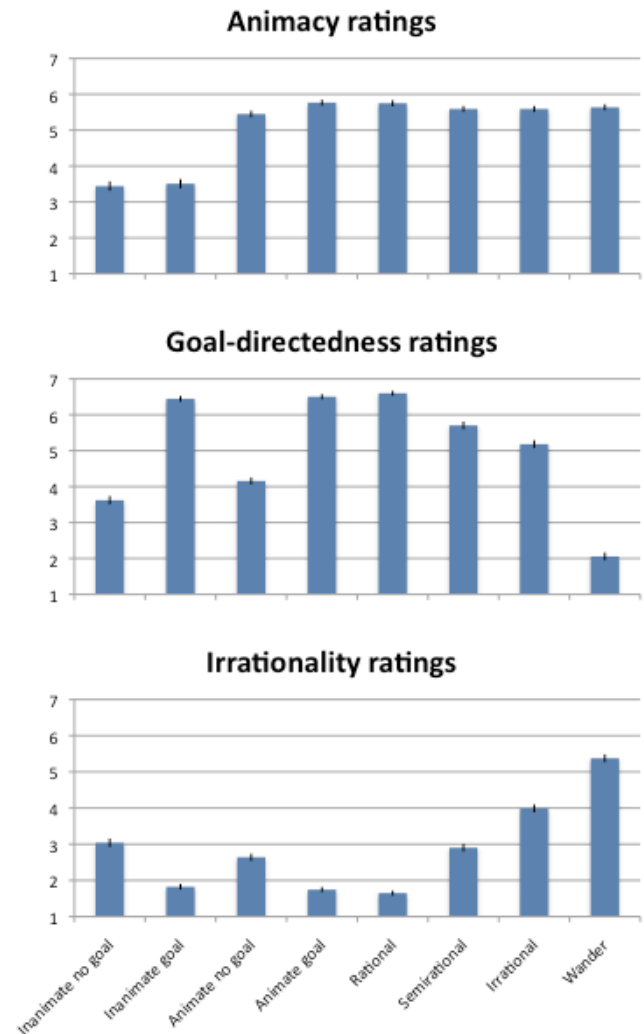 Animacy ratings
7
6
5
4
3
2
1
Goal-directedness ratings
7
6
5
4
3
2
1
Irrationality ratings
7
6
5
4
3
2
1
Inanimate no goal
Inanimate goal
Animate no goal
Animate goal
Rational
Semirational
Irrational
Wander